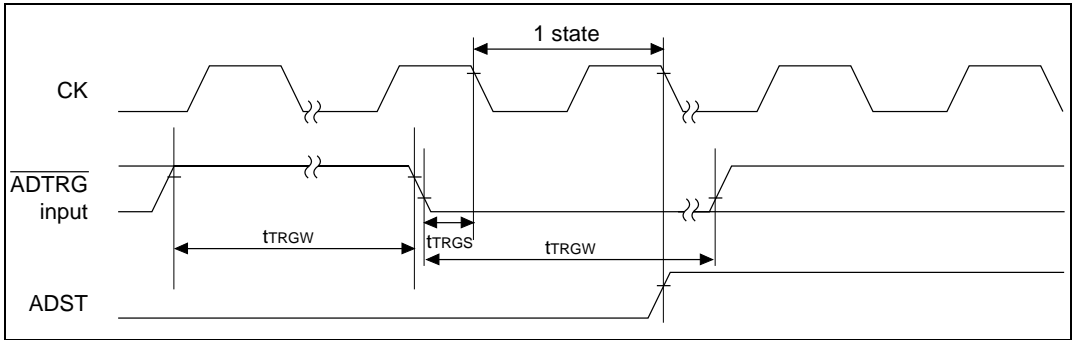 1 state
CK
ADTRG
input
tTRGW
tTRGS
tTRGW
ADST